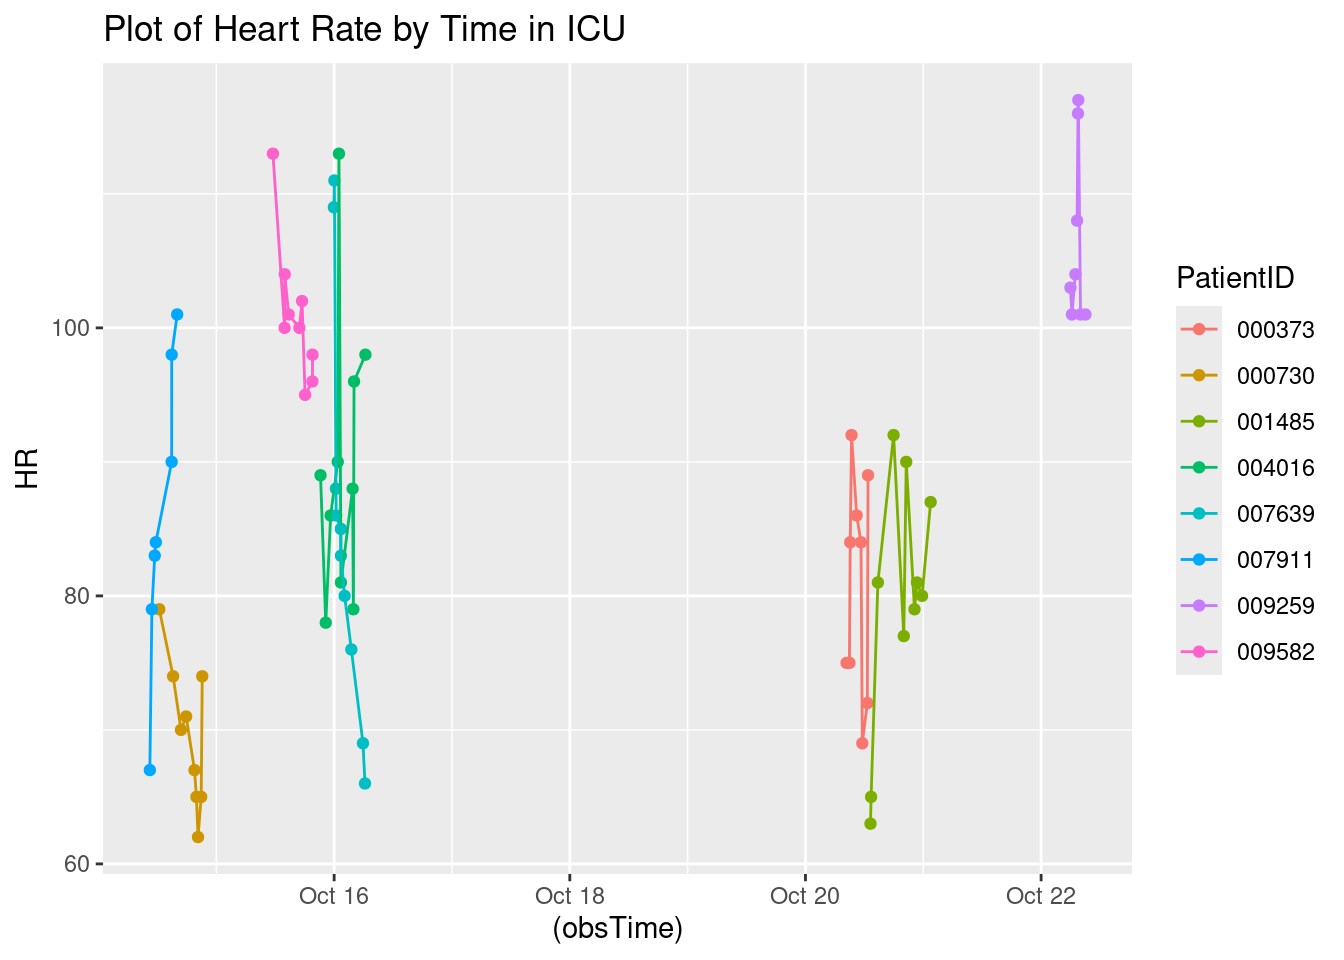 Plot of Heart Rate by Time in ICU
HR
100
80
60
Oct 16
Oct 18
Oct 20
Oct 22
(obsTime)
PatientID
000373
000730
001485
004016
007639
007911
009259
009582